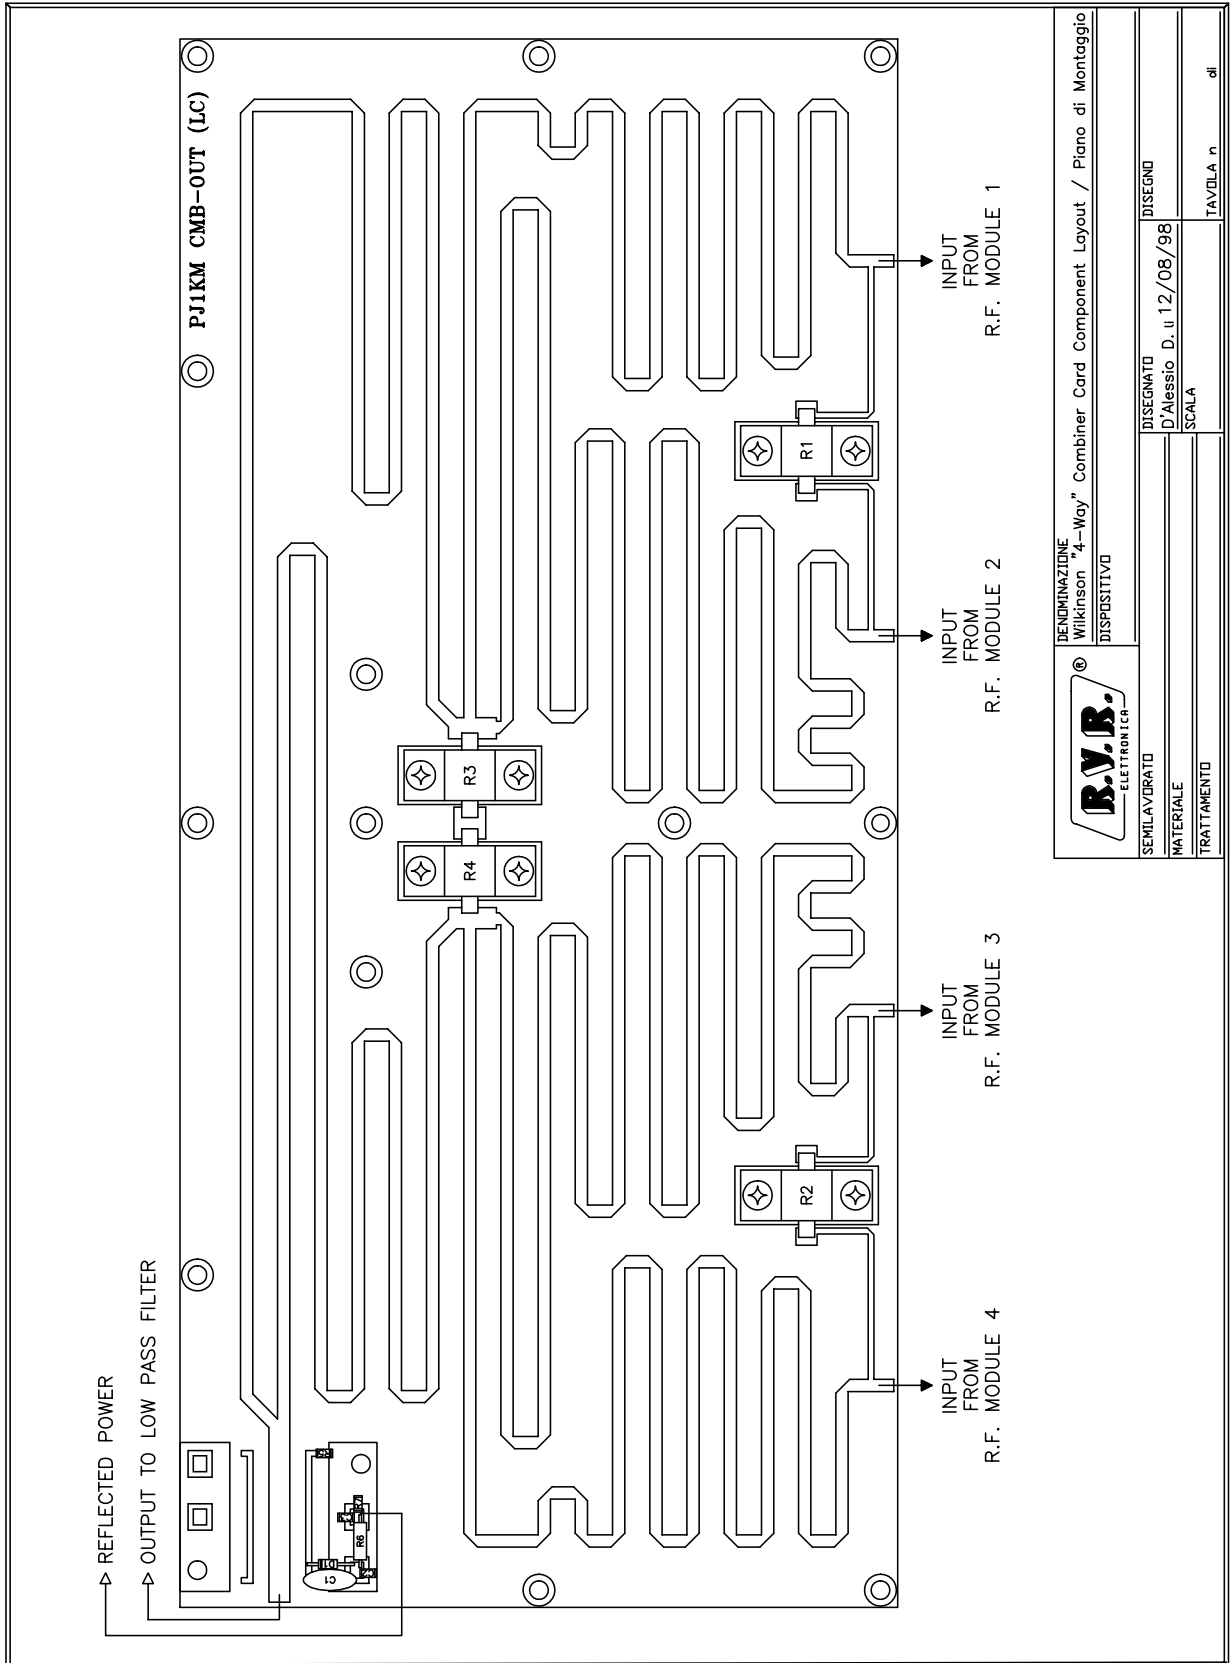 PJ1KM CMB-OUT (LC)
REFLECTED POWER
OUTPUT TO LOW PASS FILTER
R3
R4
R1
R2
C1
D1
R6
R7
INPUT
FROM
R.F. MODULE 4
INPUT
FROM
R.F. MODULE 3
INPUT
FROM
R.F. MODULE 2
INPUT
FROM
R.F. MODULE 1
R.V.R.®
ELETTRONICA
DENOMINAZIONE
Wilkinson "4-Way" Combiner Card Component Layout / Piano di Montaggio
DISPOSITIVO
SEMILAVORATO
MATERIALE
TRATTAMENTO
DISEGNATO
D'Alessio D. li 12/08/98
SCALA
DISEGNO
TAVOLA n di